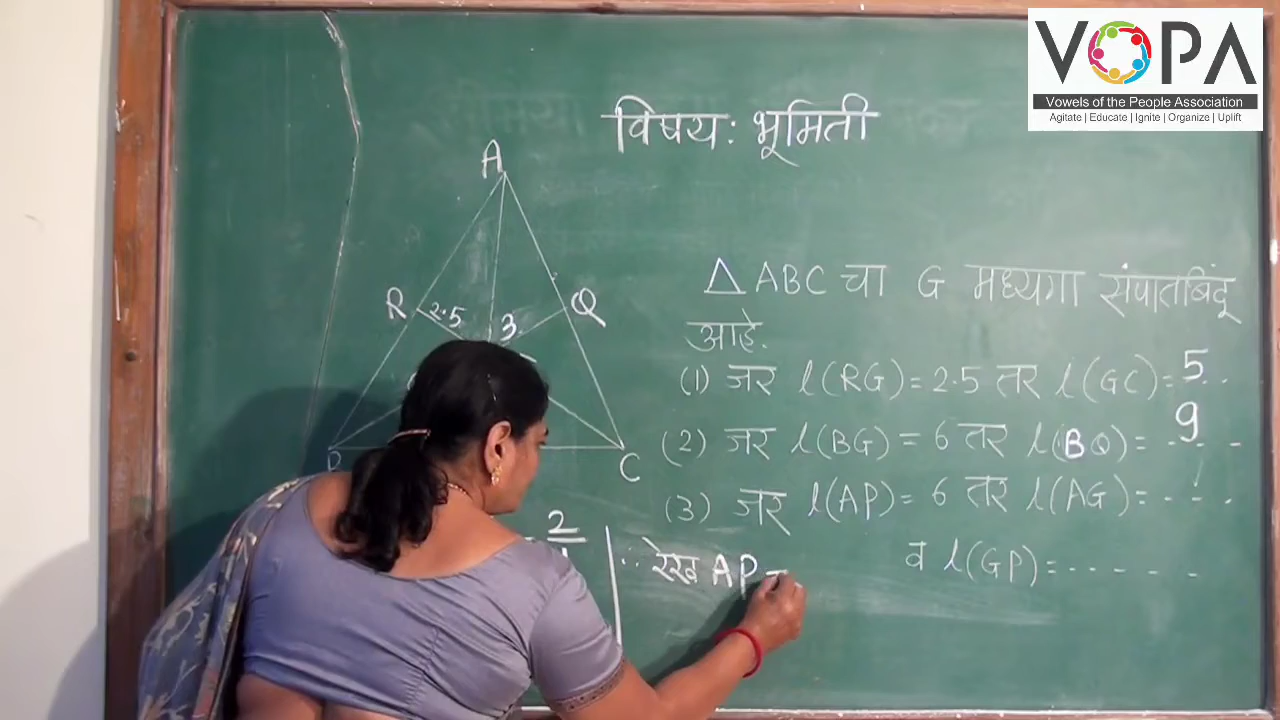 VOPA
Vowels of the People Association
Agitate | Educate | Ignite | Organize | Uplift
विषय: भूमिती
A
R 2.5 3 Q
C
△ABC चा G मध्यगा संपातबिंदू
आहे.
(1) जर l(RG) = 2.5 तर l(GC) = 5
(2) जर l(BG) = 6 तर l(BQ) = 9
(3) जर l(AP) = 6 तर l(AG) = ....
व l(GP) = .....
2
∴ रेख AP =